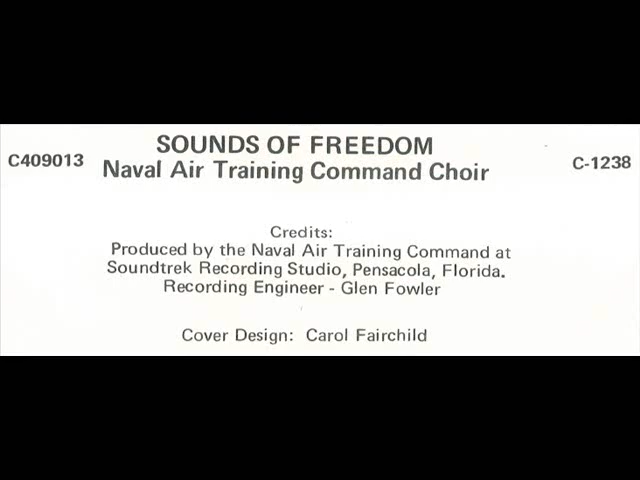 SOUNDS OF FREEDOM
C409013
Naval Air Training Command Choir
C-1238
Credits:
Produced by the Naval Air Training Command at
Soundtrek Recording Studio, Pensacola, Florida.
Recording Engineer - Glen Fowler
Cover Design: Carol Fairchild